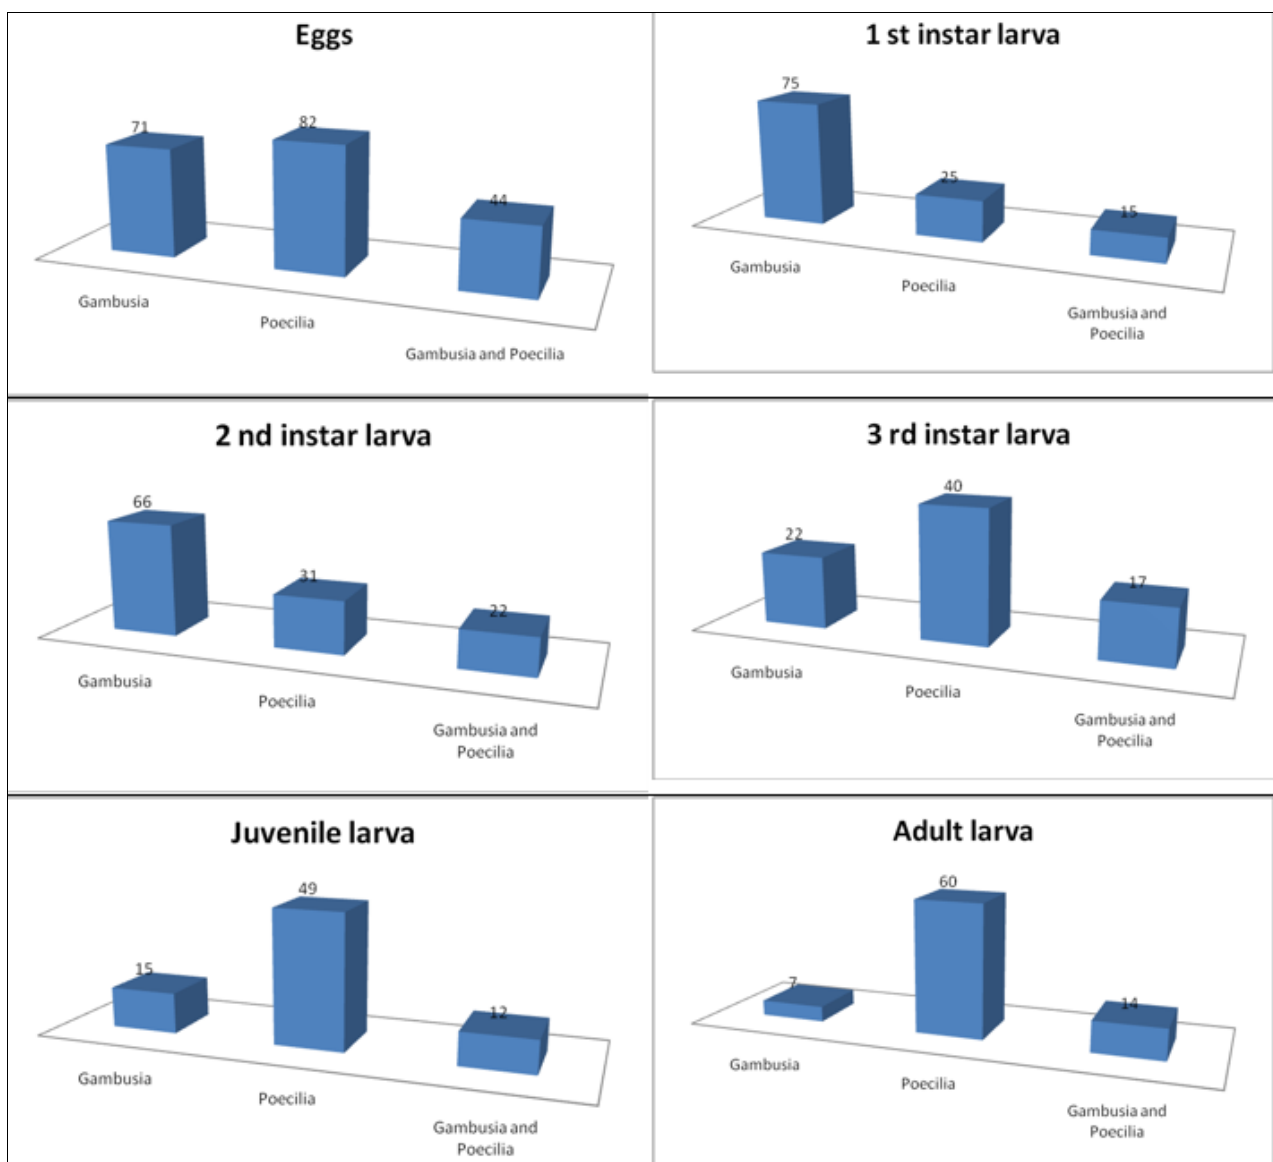 Eggs
71
82
44
Gambusia
Poecilia
Gambusia and Poecilia
1 st instar larva
75
25
15
Gambusia
Poecilia
Gambusia and
Poecilia
2 nd instar larva
66
31
22
Gambusia
Poecilia
Gambusia and
Poecilia
3 rd instar larva
22
40
17
Gambusia
Poecilia
Gambusia and
Poecilia
Juvenile larva
15
49
12
Gambusia
Poecilia
Gambusia and
Poecilia
Adult larva
7
60
14
Gambusia
Poecilia
Gambusia and
Poecilia